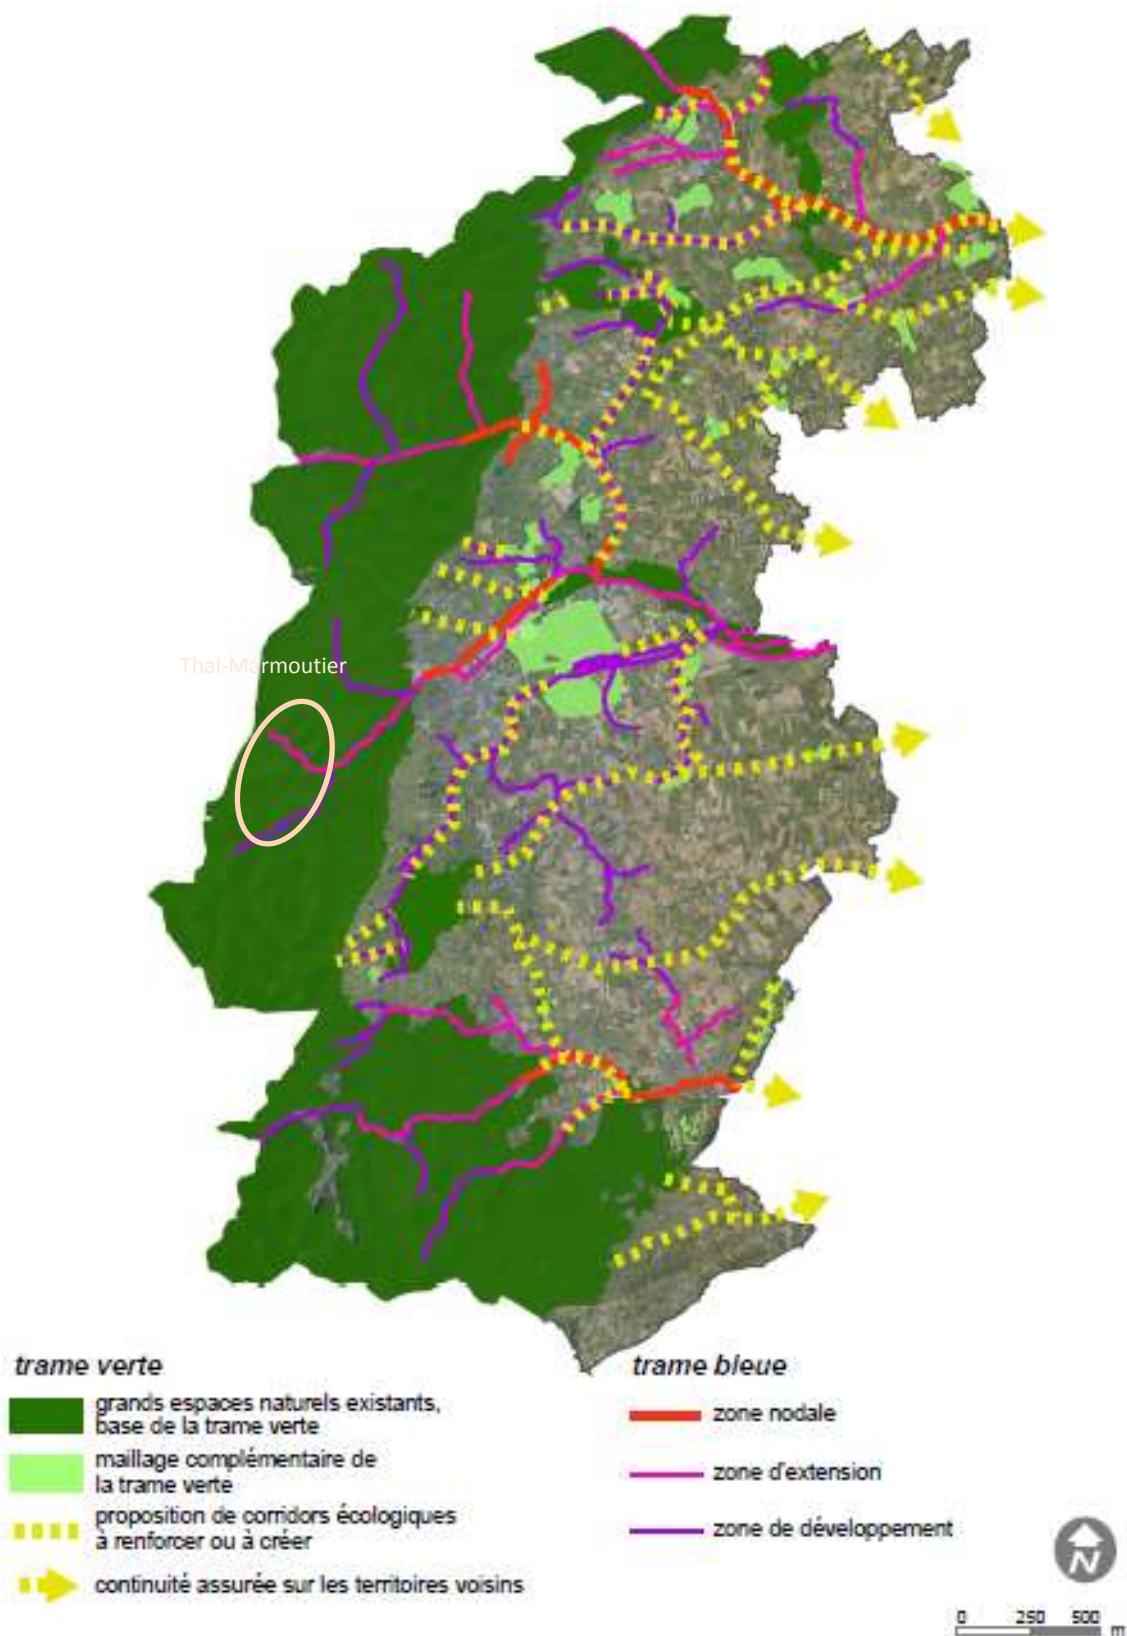 Thal-Marmoutier
trame verte
grands espaces naturels existants,
base de la trame verte
maillage complémentaire de
la trame verte
proposition de corridors écologiques
à renforcer ou à créer
continuité assurée sur les territoires voisins
trame bleue
zone nodale
zone d'extension
zone de développement
N
0 250 500 m